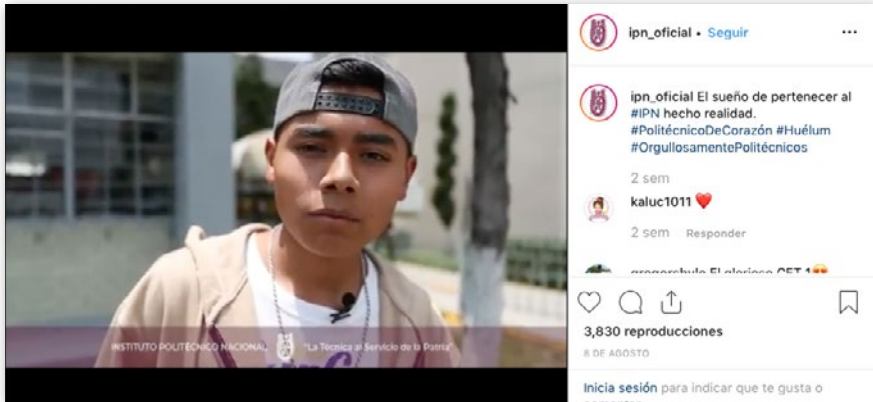 ipn_oficial • Seguir
ipn_oficial El sueño de pertenecer al
#IPN hecho realidad.
#PolitécnicoDeCorazón #Huélum
#OrgullosamentePolitécnicos
2 sem
kaluc1011 ❤️
2 sem Responder
INSTITUTO POLITÉCNICO NACIONAL "La Técnica al Servicio de la Patria"
3,830 reproducciones
8 DE AGOSTO
Inicia sesión para indicar que te gusta o